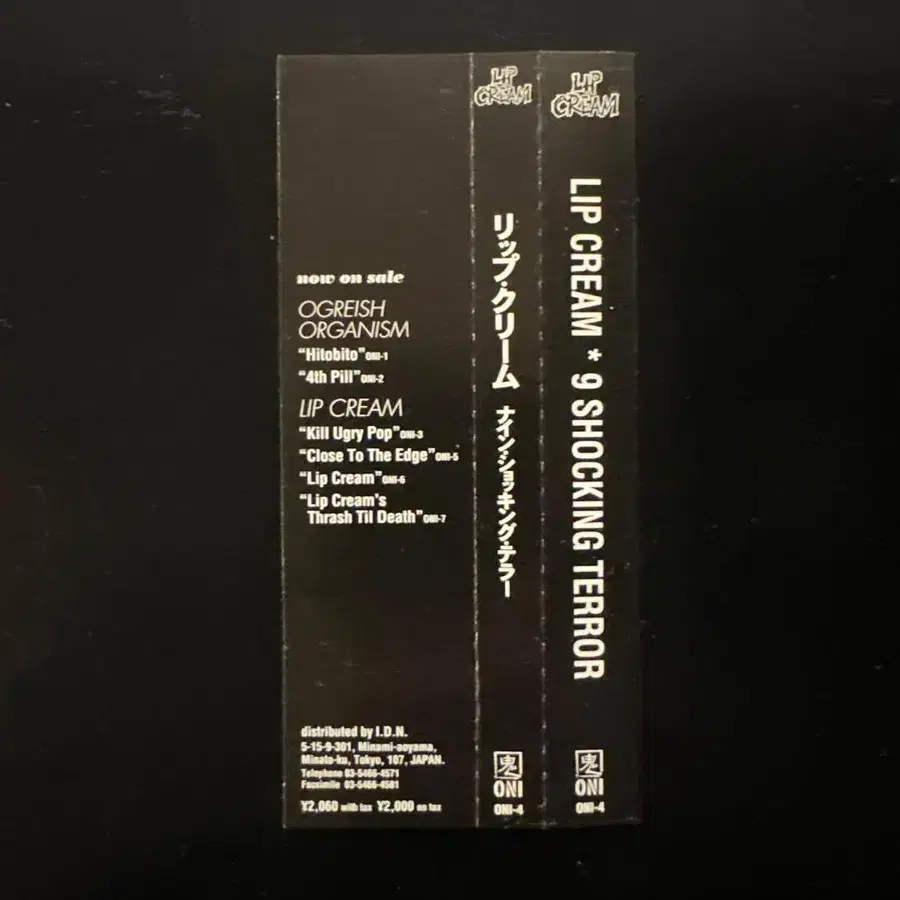 now on sale
OGREISH
ORGANISM
“Hitobito”ONI-1
“4th Pill”ONI-2
LIP CREAM
“Kill Ugry Pop”ONI-3
“Close To The Edge”ONI-5
“Lip Cream”ONI-6
“Lip Cream's
Thrash Til Death”ONI-7
distributed by I.D.N.
5-15-9-301, Minami-aoyama,
Minato-ku, Tokyo, 107, JAPAN.
Telephone 03-5466-4571
Facsimile 03-5466-4581
¥2,060 with tax ¥2,000 no tax
LIP
CREAM
リップ・クリーム ナイン・ショッキング・テラー
鬼
ONI
ONI-4
LIP
CREAM
LIP CREAM * 9 SHOCKING TERROR
鬼
ONI
ONI-4